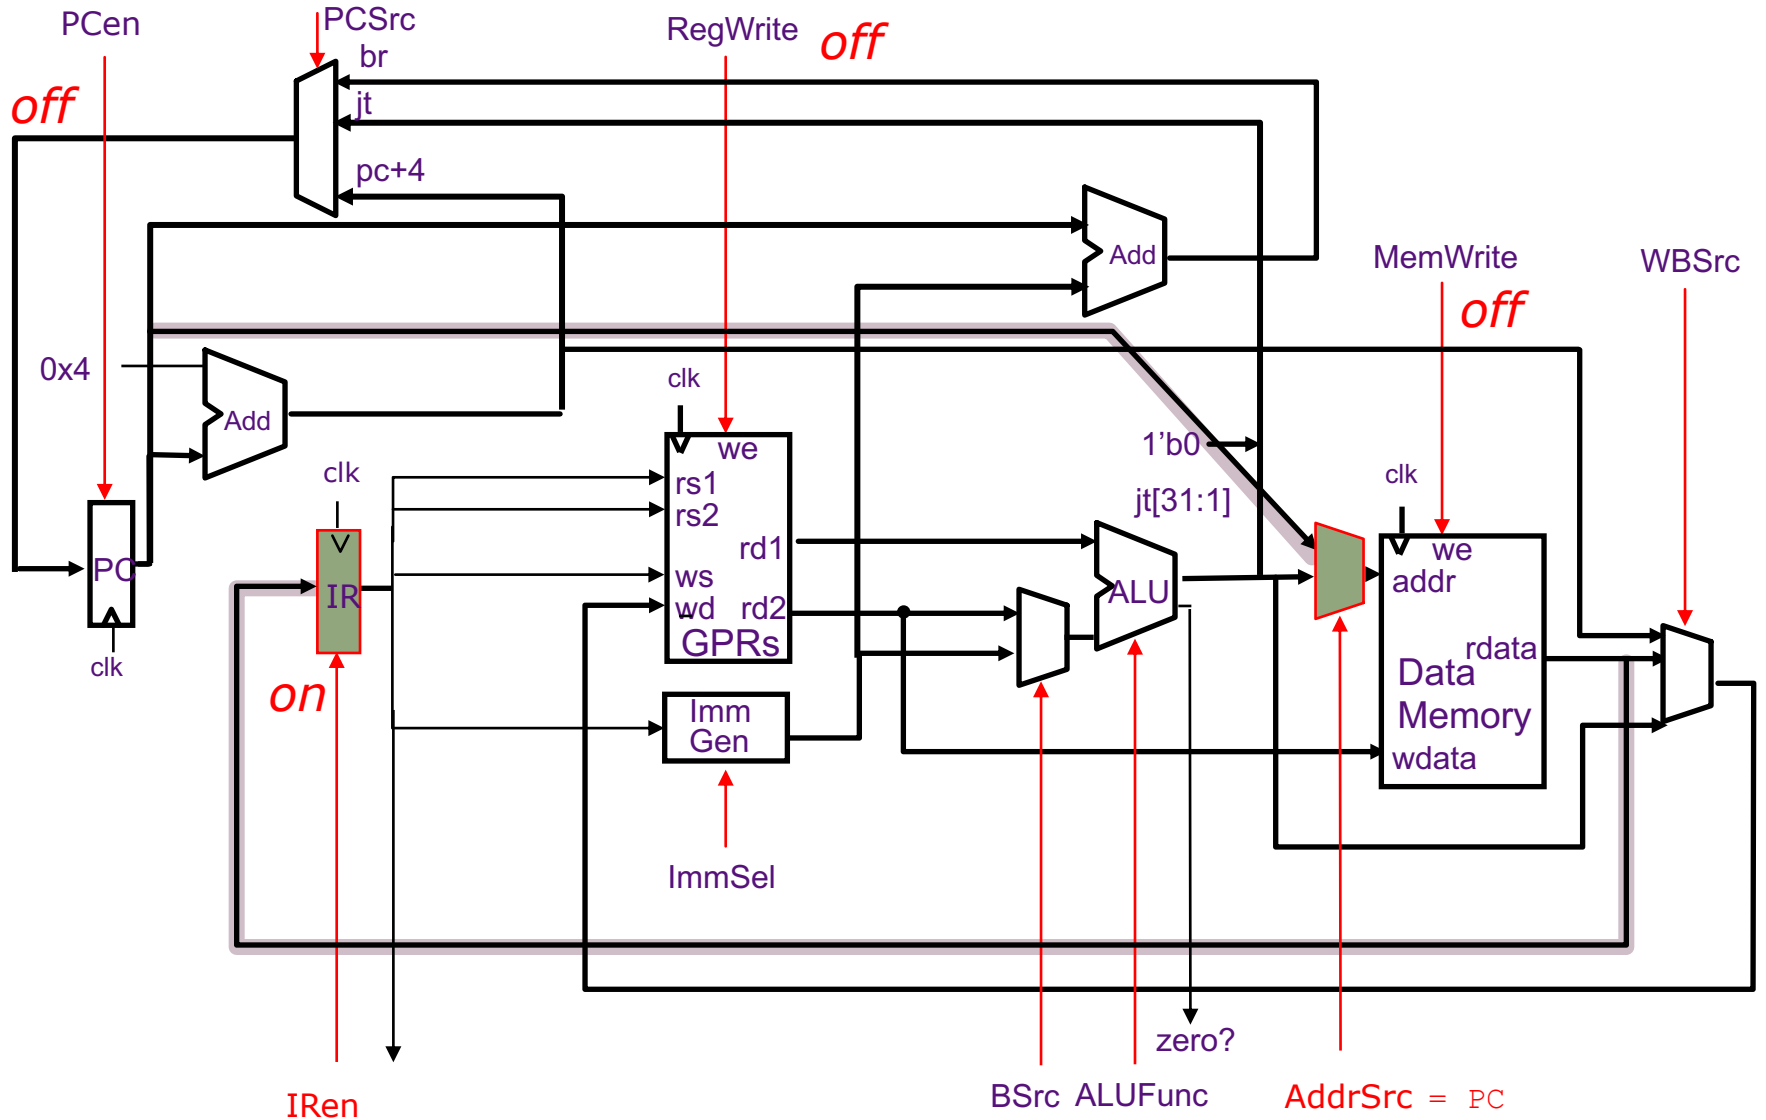 PCen
PCSrc
RegWrite
off
br
off
jt
pc+4
Add
MemWrite
WBSrc
off
0x4
Add
clk
we
clk
rs1
rs2
1'b0
jt[31:1]
clk
we
addr
PC
IR
rd1
ws
wd
rd2
GPRs
ALU
clk
on
rdata
Data
Memory
wdata
Imm
Gen
ImmSel
zero?
IRen
BSrc
ALUFunc
AddrSrc = PC